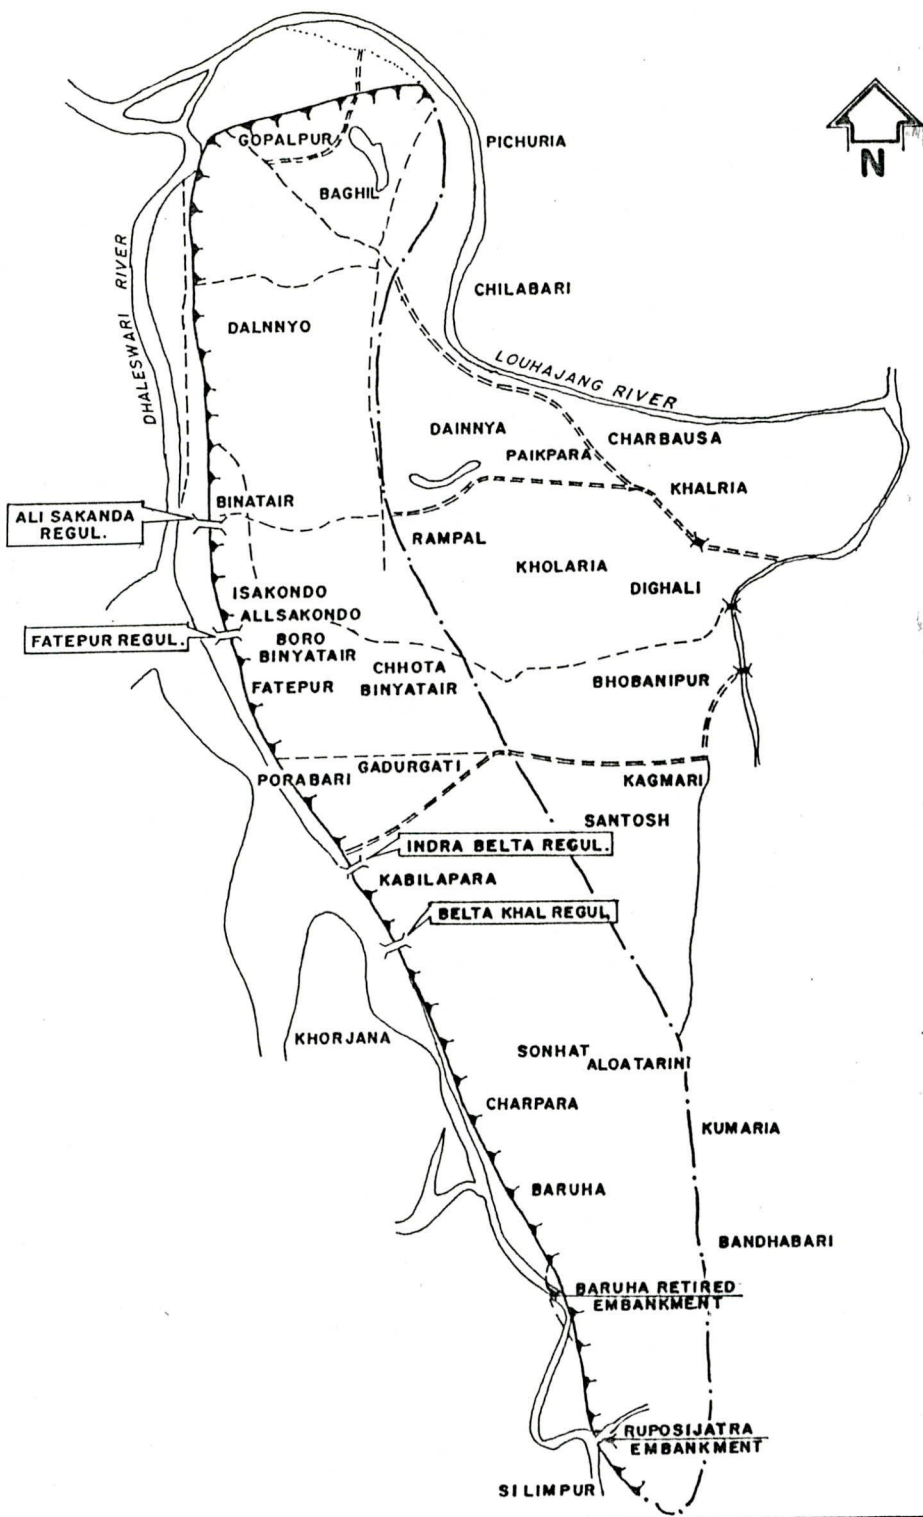 GOPALPUR
PICHURIA
N
BAGHIL
DHALESWARI RIVER
CHILABARI
DALNNYO
LOUHAJANG RIVER
DAINNYA
CHARBAUSA
PAIKPARA
KHALRIA
BINATAIR
ALI SAKANDA
REGUL.
RAMPAL
KHOLARIA
DIGHALI
ISAKONDO
ALLSAKONDO
FATEPUR REGUL.
BORO
BINYATAIR
CHHOTA
BINYATAIR
FATEPUR
BHOBANIPUR
GADURGATI
PORABARI
KAGMARI
SANTOSH
INDRA BELTA REGUL.
KABILAPARA
BELTA KHAL REGUL.
KHORJANA
SONHAT
ALOATARINI
CHARPARA
KUMARIA
BARUHA
BANDHABARI
BARUHA RETIRED
EMBANKMENT
RUPOSIJATRA
EMBANKMENT
SILIMPUR